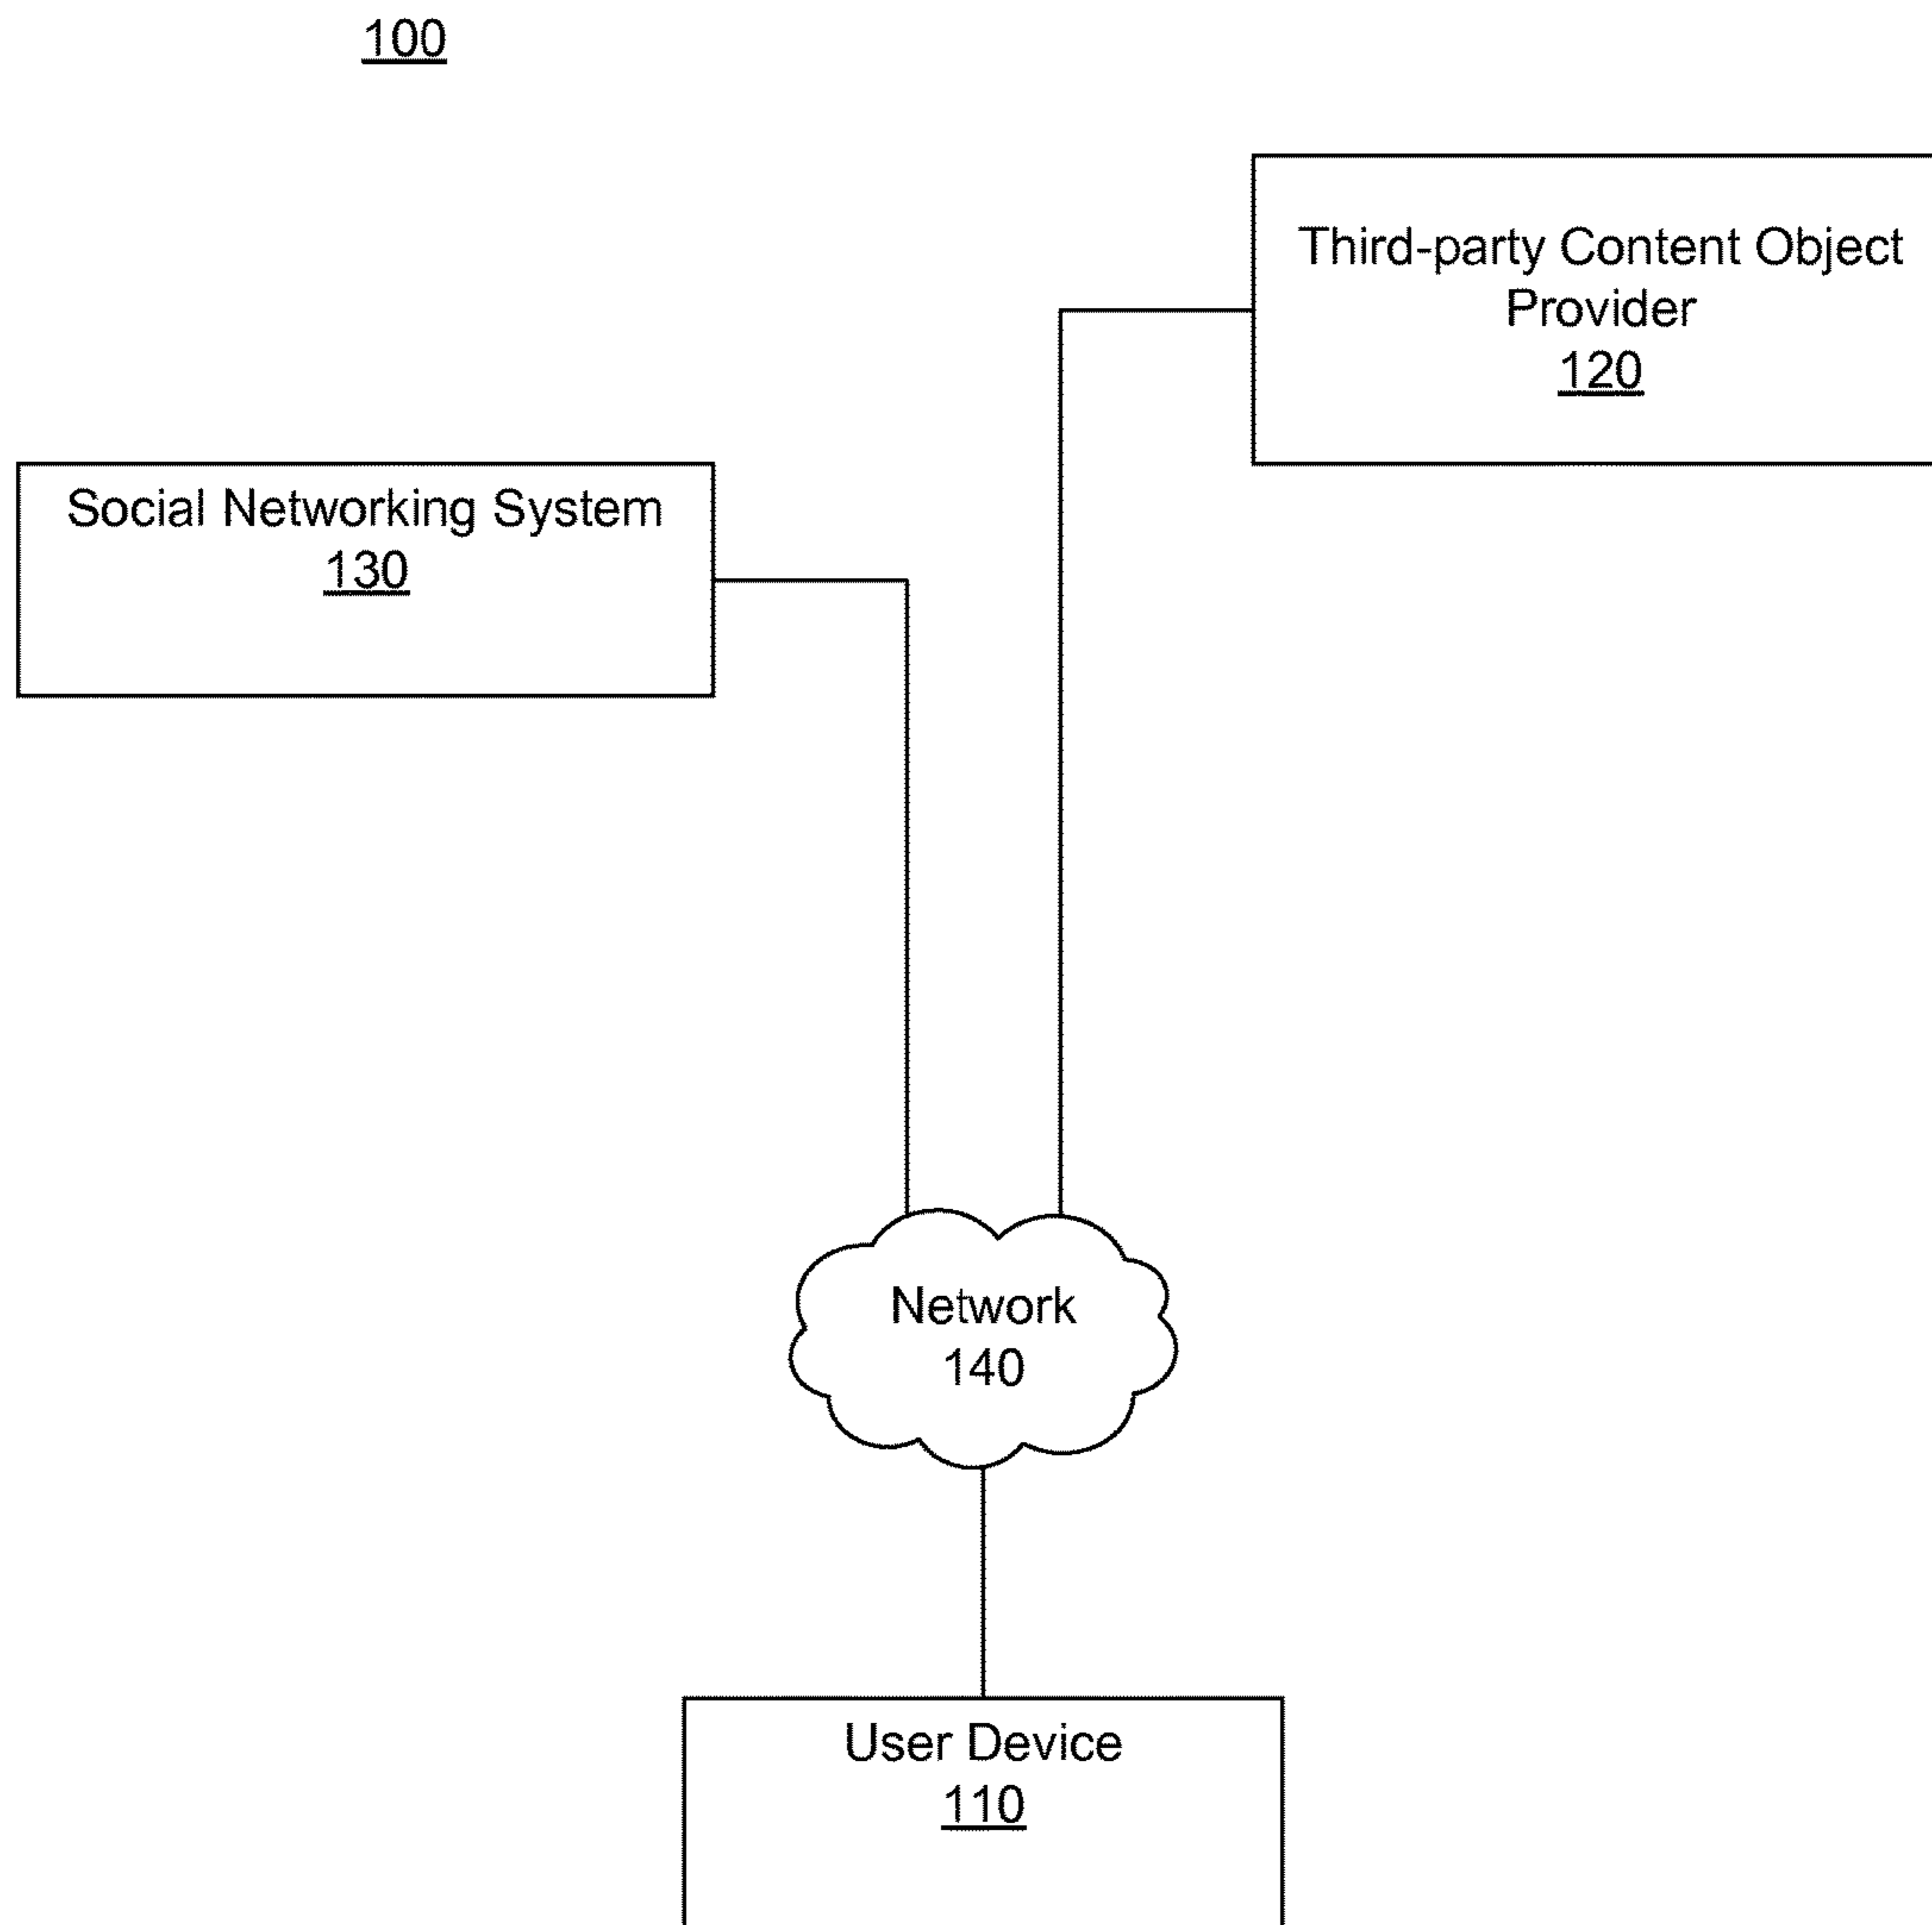 100
Third-party Content Object
Provider
120
Social Networking System
130
Network
140
User Device
110